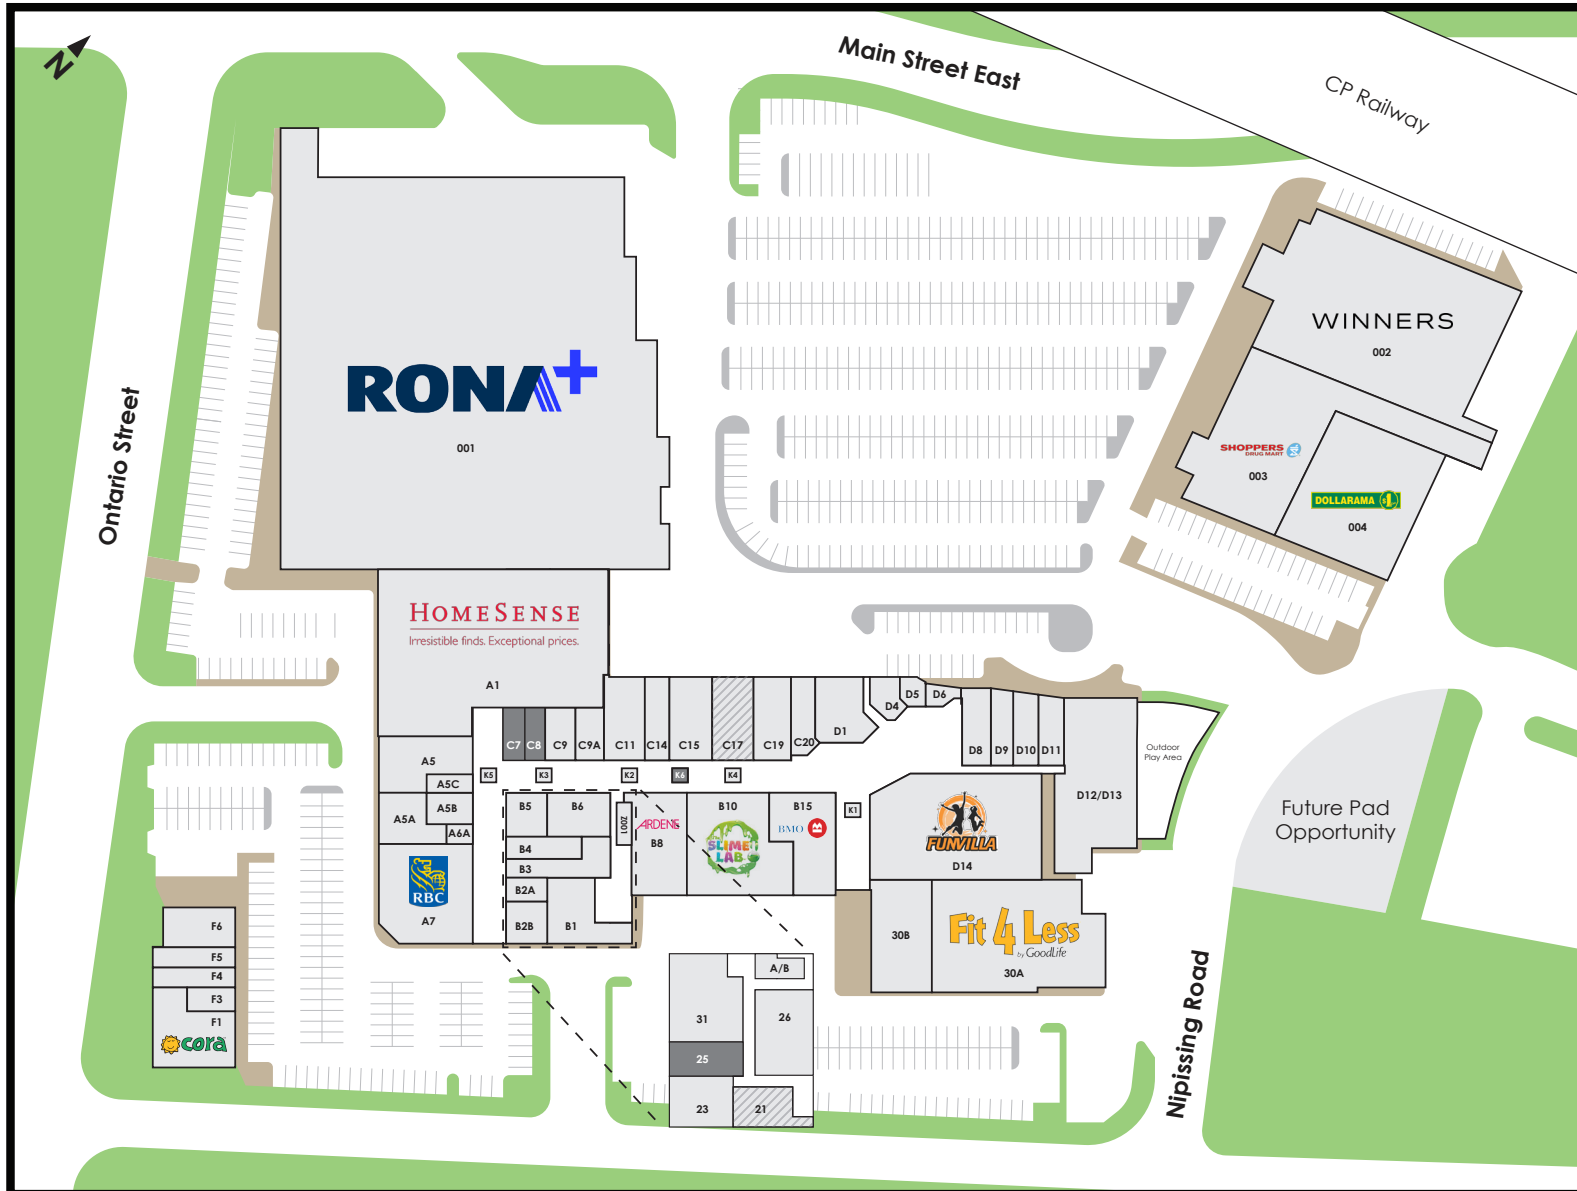 N
Main Street East
CP Railway
Ontario Street
RONA+
001
WINNERS
002
SHOPPERS
DRUG MART
003
DOLLARAMA $1
004
HOMESENSE
Irresistible finds. Exceptional prices.
A1
C7
C8
C9
C9A
C11
C14
C15
C17
C19
C20
D1
D4
D5
D6
D8
D9
D10
D11
D12/D13
Outdoor
Play Area
Future Pad
Opportunity
A5
A5C
A5B
A5A
A6A
RBC
A7
K5
K3
K2
K6
K4
K1
B5
B6
Z001
B4
B3
B2A
B2B
B1
ARDENE
B8
B10
SLIME
LAB
B15
BMO
FUNVILLA
D14
30B
Fit 4 Less
by GoodLife
30A
F6
F5
F4
F3
F1
cora
A/B
31
26
25
23
21
Nipissing Road